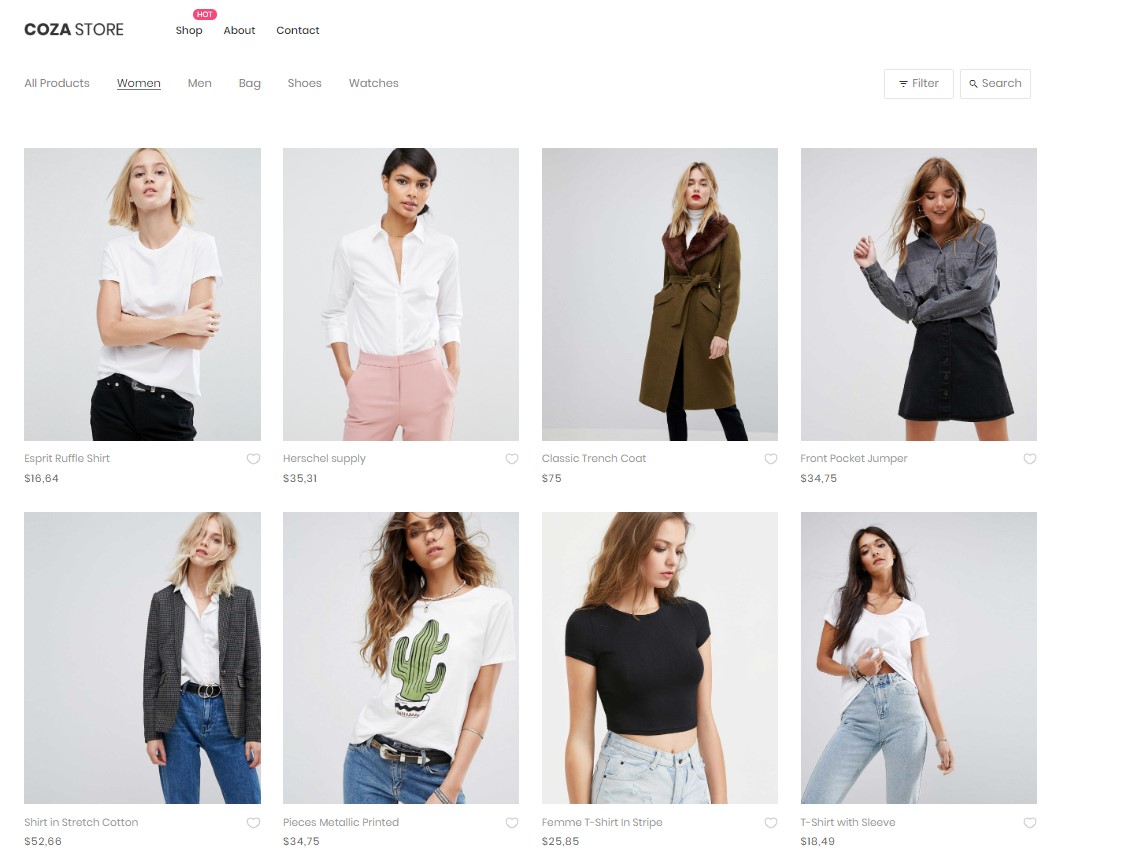 HOT
COZA STORE Shop About Contact
All Products Women Men Bag Shoes Watches Filter Search
Esprit Ruffle Shirt Herschel supply Classic Trench Coat Front Pocket Jumper
$16,64 $35,31 $75 $34,75
Shirt in Stretch Cotton Pieces Metallic Printed Femme T-Shirt In Stripe T-Shirt with Sleeve
$52,66 $34,75 $25,85 $18,49